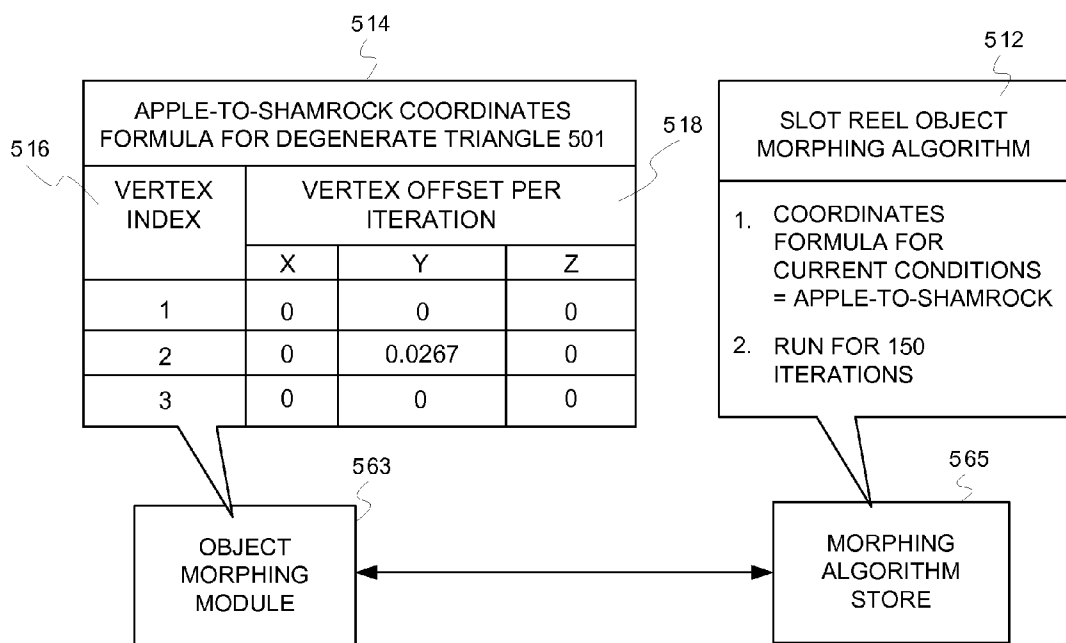 514
512
APPLE-TO-SHAMROCK COORDINATES
FORMULA FOR DEGENERATE TRIANGLE 501
516
518
VERTEX
INDEX
VERTEX OFFSET PER
ITERATION
X Y Z
1 0 0 0
2 0 0.0267 0
3 0 0 0
SLOT REEL OBJECT
MORPHING ALGORITHM
1. COORDINATES
FORMULA FOR
CURRENT CONDITIONS
= APPLE-TO-SHAMROCK
2. RUN FOR 150
ITERATIONS
563
565
OBJECT
MORPHING
MODULE
MORPHING
ALGORITHM
STORE